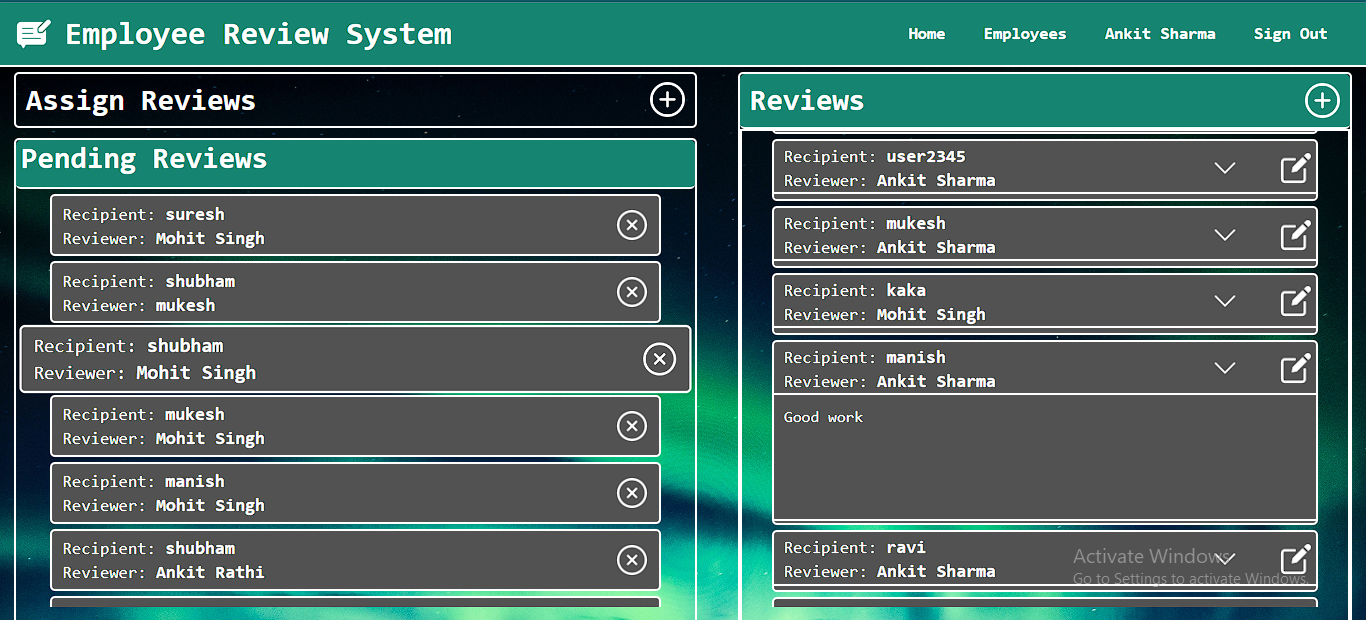 Employee Review System
Home
Employees
Ankit Sharma
Sign Out
Assign Reviews
Pending Reviews
Recipient: suresh
Reviewer: Mohit Singh
Recipient: shubham
Reviewer: mukesh
Recipient: shubham
Reviewer: Mohit Singh
Recipient: mukesh
Reviewer: Mohit Singh
Recipient: manish
Reviewer: Mohit Singh
Recipient: shubham
Reviewer: Ankit Rathi
Reviews
Recipient: user2345
Reviewer: Ankit Sharma
Recipient: mukesh
Reviewer: Ankit Sharma
Recipient: kaka
Reviewer: Mohit Singh
Recipient: manish
Reviewer: Ankit Sharma
Good work
Recipient: ravi
Reviewer: Ankit Sharma
Activate Windows
Go to Settings to activate Windows.